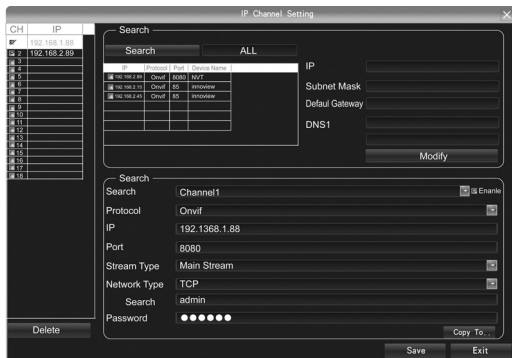 IP Channel Setting
CH IP
192.168.1.88
2 192.168.2.89
3
4
5
6
7
8
9
10
11
12
13
14
15
16
17
18
Delete
Search
Search ALL
IP Protocol Port Device Name
192.168.2.89 Onvif 8080 NVT
192.168.2.15 Onvif 85 innoview
192.168.2.45 Onvif 85 innoview
IP
Subnet Mask
Defaul Gateway
DNS1
Modify
Search
Search Channel1 Enanle
Protocol Onvif
IP 192.1368.1.88
Port 8080
Stream Type Main Stream
Network Type TCP
Search admin
Password ●●●●●●
Copy To..
Save Exit